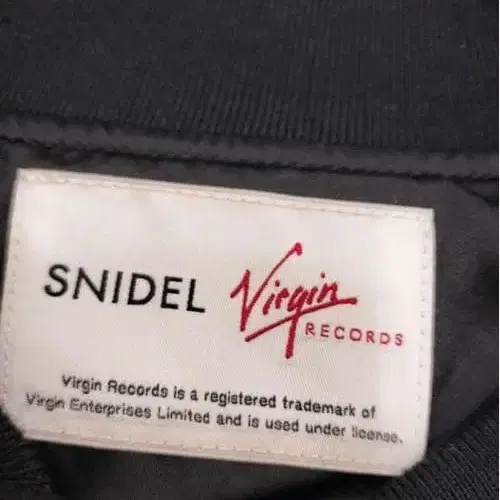 SNIDEL
Virgin
RECORDS
Virgin Records is a registered trademark of
Virgin Enterprises Limited and is used under license.